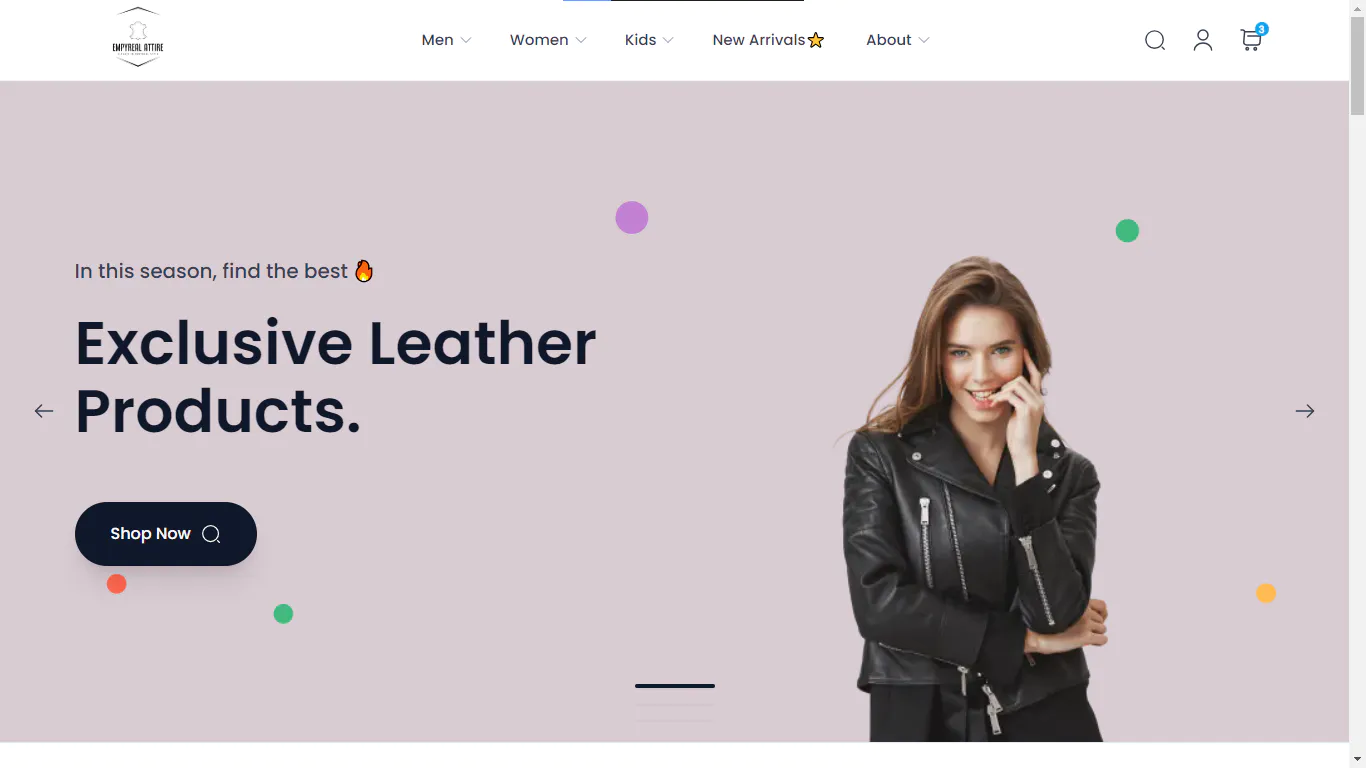 EMPYREAL ATTIRE
Men
Women
Kids
New Arrivals⭐
About
3
In this season, find the best 🔥
Exclusive Leather
Products.
Shop Now